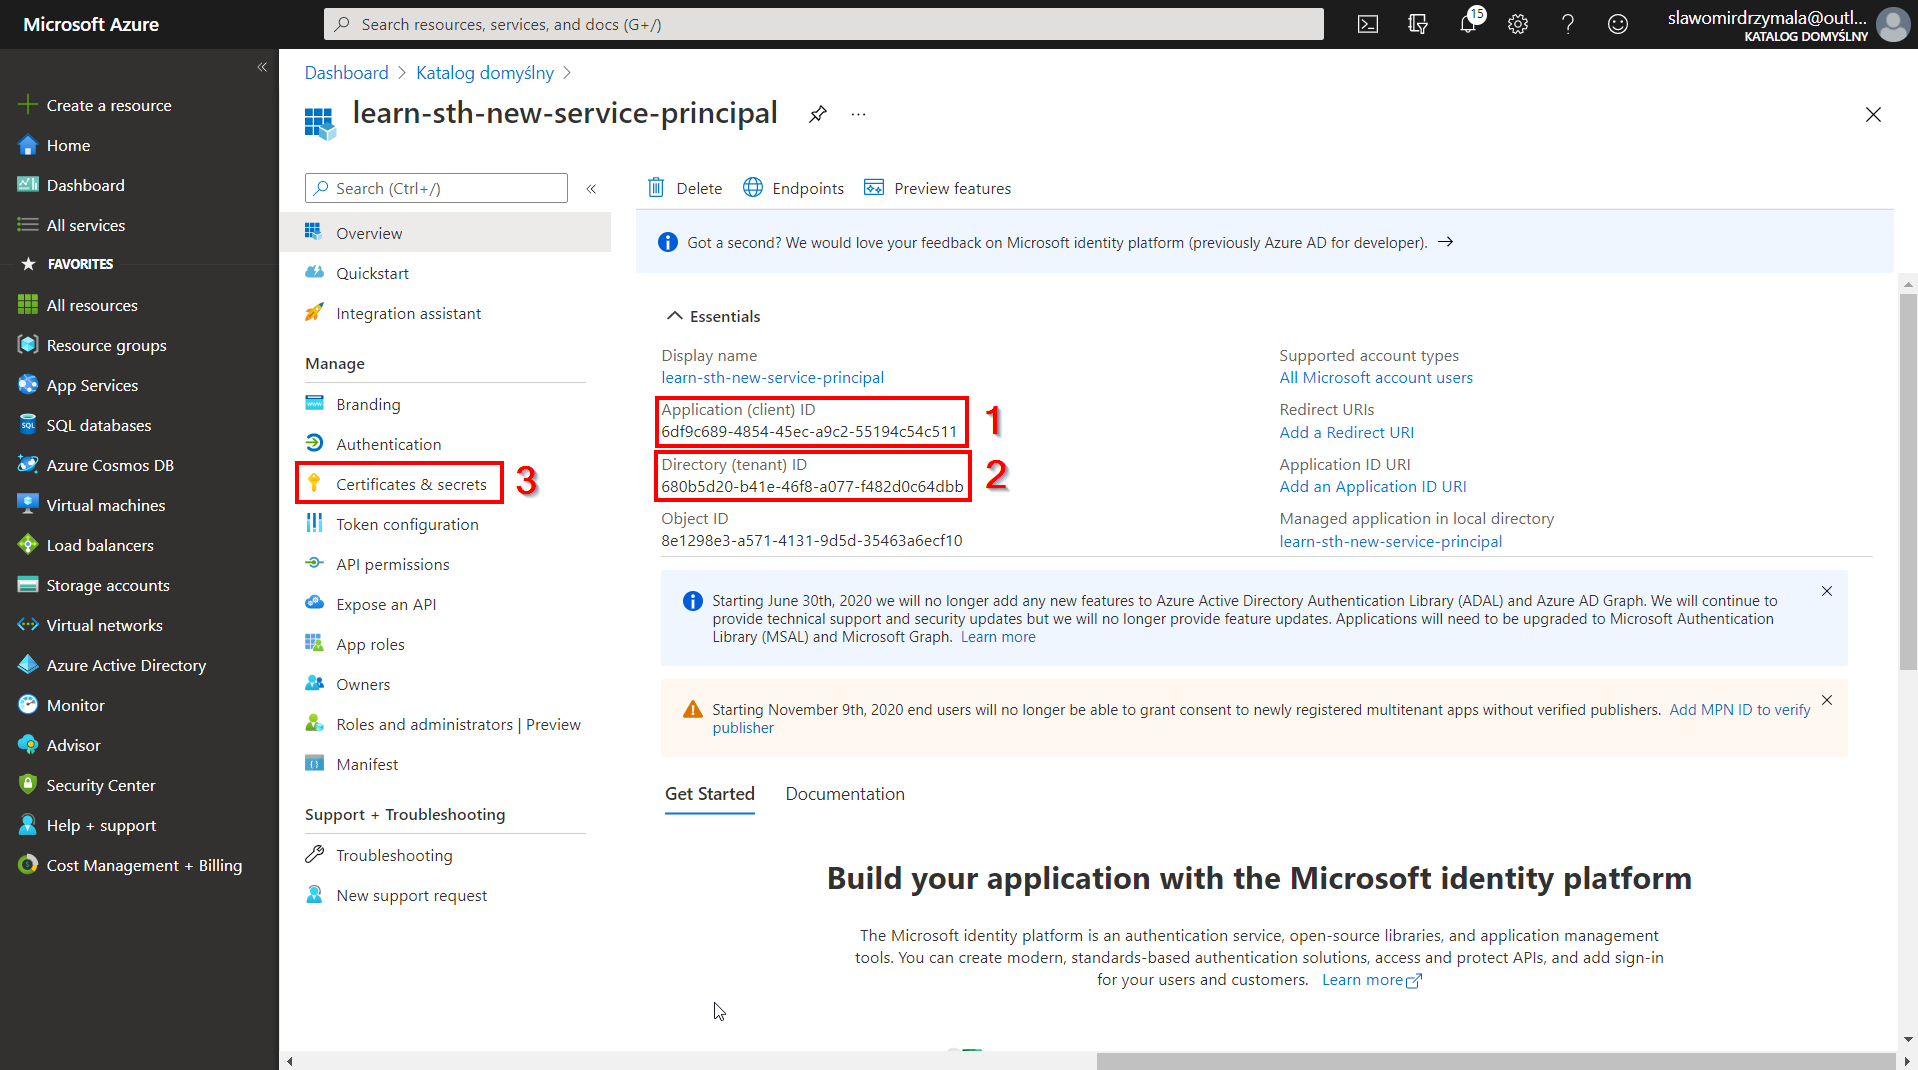 Microsoft Azure
Search resources, services, and docs (G+/)
15
slawomirdrzymala@outl...
KATALOG DOMYŚLNY
«
Create a resource
Home
Dashboard
All services
FAVORITES
All resources
Resource groups
App Services
SQL databases
Azure Cosmos DB
Virtual machines
Load balancers
Storage accounts
Virtual networks
Azure Active Directory
Monitor
Advisor
Security Center
Help + support
Cost Management + Billing
Dashboard > Katalog domyślny >
learn-sth-new-service-principal
...
Search (Ctrl+/)
«
Overview
Quickstart
Integration assistant
Manage
Branding
Authentication
Certificates & secrets
3
Token configuration
API permissions
Expose an API
App roles
Owners
Roles and administrators | Preview
Manifest
Support + Troubleshooting
Troubleshooting
New support request
Delete
Endpoints
Preview features
Got a second? We would love your feedback on Microsoft identity platform (previously Azure AD for developer). →
Essentials
Display name
learn-sth-new-service-principal
Application (client) ID
6df9c689-4854-45ec-a9c2-55194c54c511
1
Directory (tenant) ID
680b5d20-b41e-46f8-a077-f482d0c64dbb
2
Object ID
8e1298e3-a571-4131-9d5d-35463a6ecf10
Supported account types
All Microsoft account users
Redirect URIs
Add a Redirect URI
Application ID URI
Add an Application ID URI
Managed application in local directory
learn-sth-new-service-principal
Starting June 30th, 2020 we will no longer add any new features to Azure Active Directory Authentication Library (ADAL) and Azure AD Graph. We will continue to
provide technical support and security updates but we will no longer provide feature updates. Applications will need to be upgraded to Microsoft Authentication
Library (MSAL) and Microsoft Graph. Learn more
Starting November 9th, 2020 end users will no longer be able to grant consent to newly registered multitenant apps without verified publishers. Add MPN ID to verify
publisher
Get Started
Documentation
Build your application with the Microsoft identity platform
The Microsoft identity platform is an authentication service, open-source libraries, and application management
tools. You can create modern, standards-based authentication solutions, access and protect APIs, and add sign-in
for your users and customers. Learn more